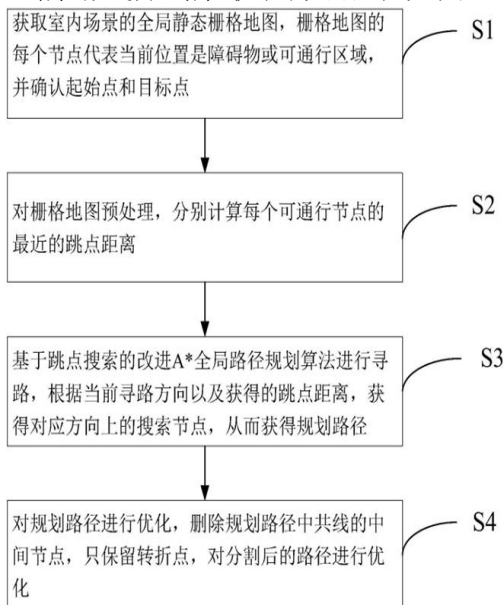 获取室内场景的全局静态栅格地图，栅格地图的
每个节点代表当前位置是障碍物或可通行区域，
并确认起始点和目标点
S1
对栅格地图预处理，分别计算每个可通行节点的
最近的跳点距离
S2
基于跳点搜索的改进A*全局路径规划算法进行寻
路，根据当前寻路方向以及获得的跳点距离，获
得对应方向上的搜索节点，从而获得规划路径
S3
对规划路径进行优化，删除规划路径中共线的中
间节点，只保留转折点，对分割后的路径进行优
化
S4